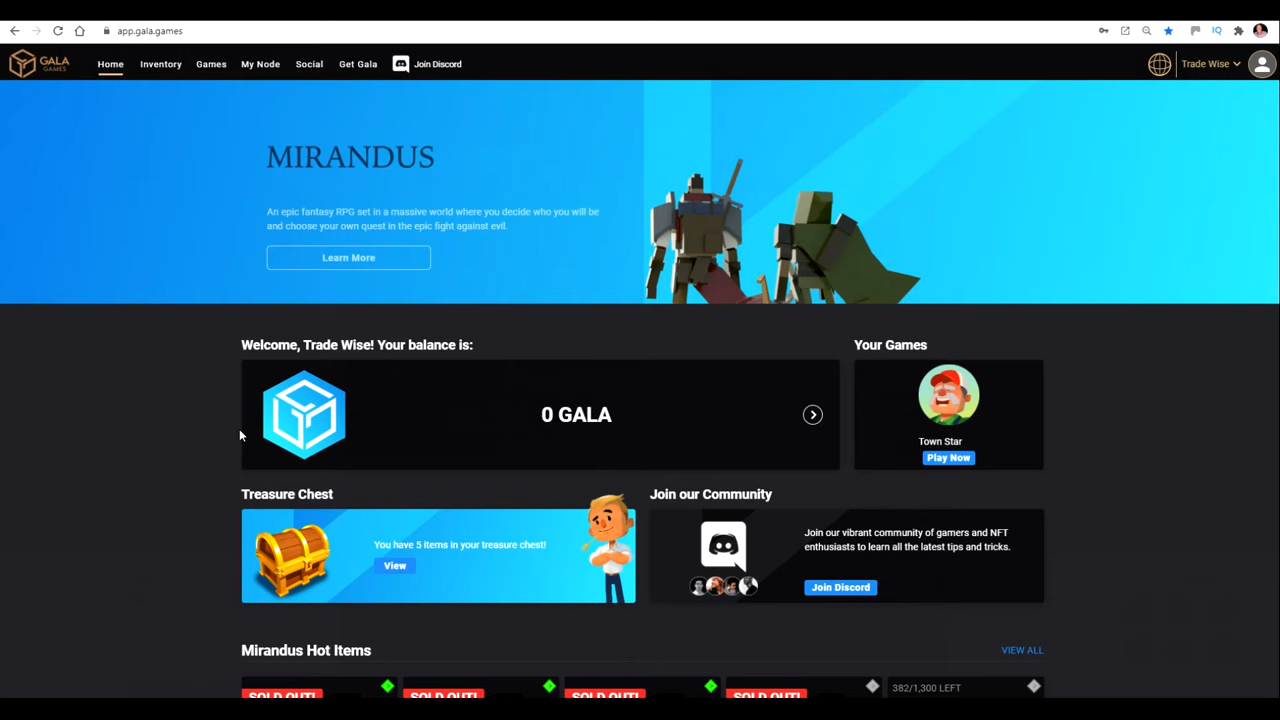 app.gala.games
GALA
GAMES
Home Inventory Games My Node Social Get Gala Join Discord
Trade Wise
MIRANDUS
An epic fantasy RPG set in a massive world where you decide who you will be
and choose your own quest in the epic fight against evil.
Learn More
Welcome, Trade Wise! Your balance is:
0 GALA
Your Games
Town Star
Play Now
Treasure Chest
You have 5 items in your treasure chest!
View
Join our Community
Join our vibrant community of gamers and NFT
enthusiasts to learn all the latest tips and tricks.
Join Discord
Mirandus Hot Items
VIEW ALL
SOLD OUT! SOLD OUT! SOLD OUT! SOLD OUT! 382/1,300 LEFT